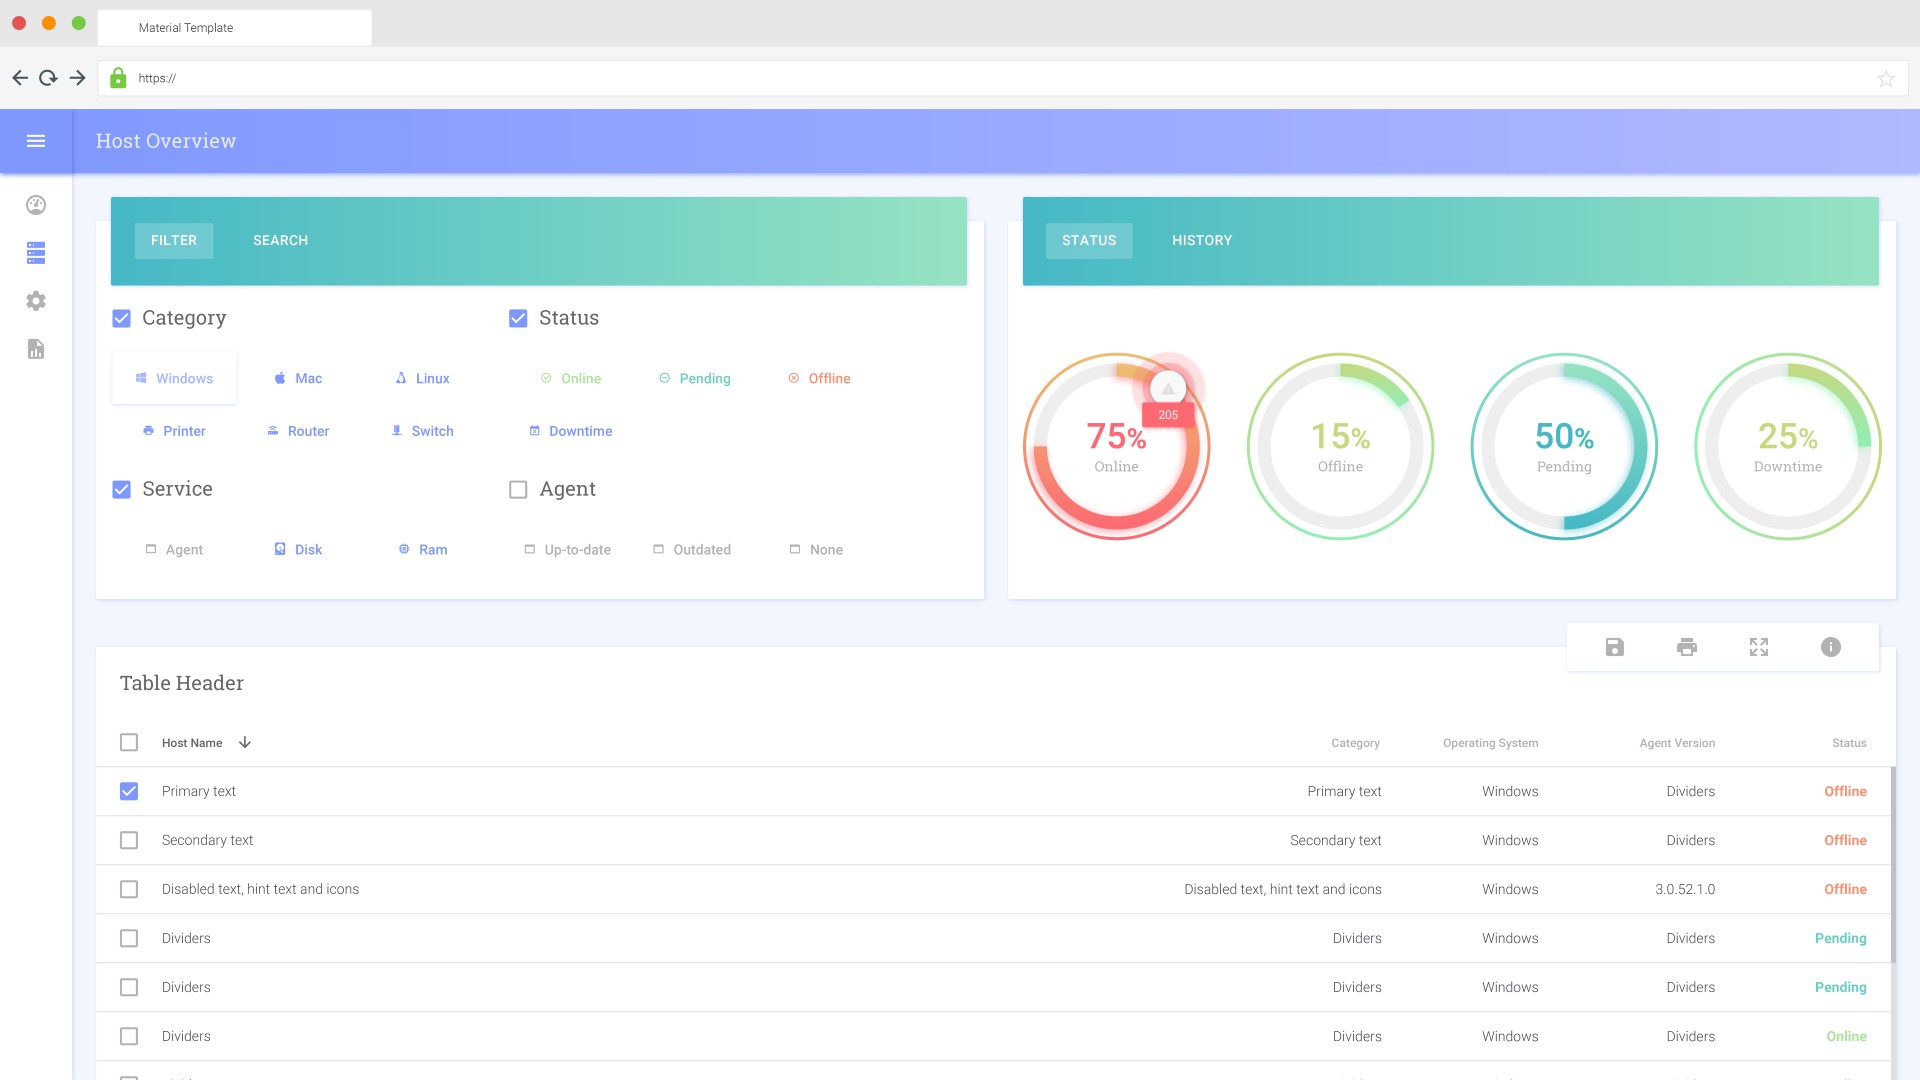 Material Template
https://
Host Overview
FILTER SEARCH
STATUS HISTORY
Category
Status
Windows Mac Linux
Online Pending Offline
Printer Router Switch
Downtime
Service
Agent
Agent Disk Ram
Up-to-date Outdated None
205
75%
Online
15%
Offline
50%
Pending
25%
Downtime
Table Header
Host Name Category Operating System Agent Version Status
Primary text Primary text Windows Dividers Offline
Secondary text Secondary text Windows Dividers Offline
Disabled text, hint text and icons Disabled text, hint text and icons Windows 3.0.52.1.0 Offline
Dividers Dividers Windows Dividers Pending
Dividers Dividers Windows Dividers Pending
Dividers Dividers Windows Dividers Online